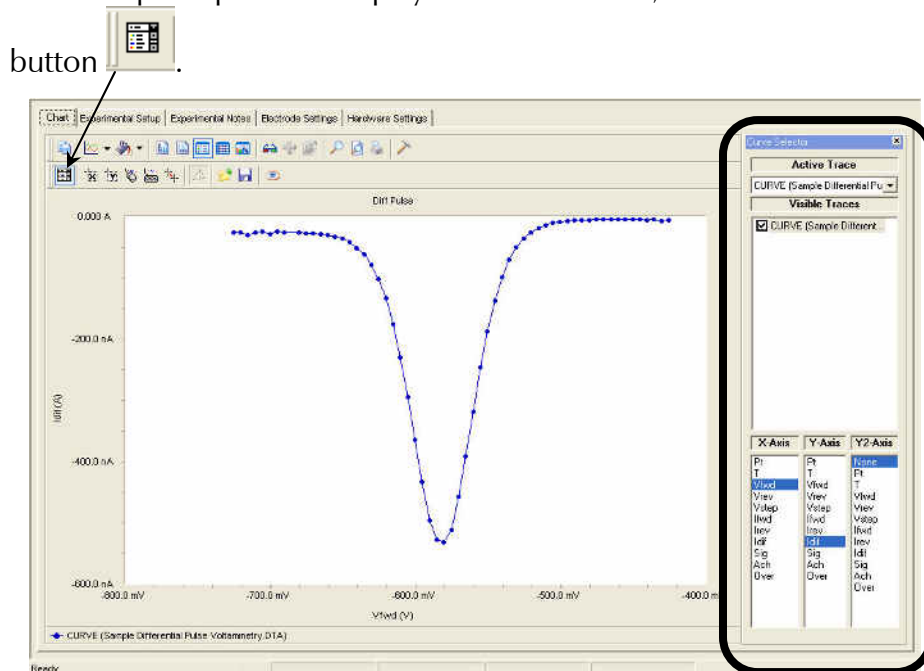 button .
Chart Experimental Setup Experimental Notes Electrode Settings Hardware Settings
Curve Selector
Active Trace
CURVE (Sample Differential Pu
Visible Traces
CURVE (Sample Different...
Diff Pulse
0.000 A
-200.0 nA
-400.0 nA
-600.0 nA
Idif (A)
-800.0 mV
-700.0 mV
-600.0 mV
-500.0 mV
-400.0 m
Vfwd (V)
CURVE (Sample Differential Pulse Voltammetry.DTA)
X-Axis Y-Axis Y2-Axis
Pt Pt None
T T Pt
Vfwd Vfwd T
Vrev Vrev Vfwd
Vstep Vstep Vrev
Ifwd Ifwd Vstep
Irev Irev Ifwd
Idif Idif Irev
Sig Sig Idif
Ach Ach Sig
Over Over Ach
Over
Ready